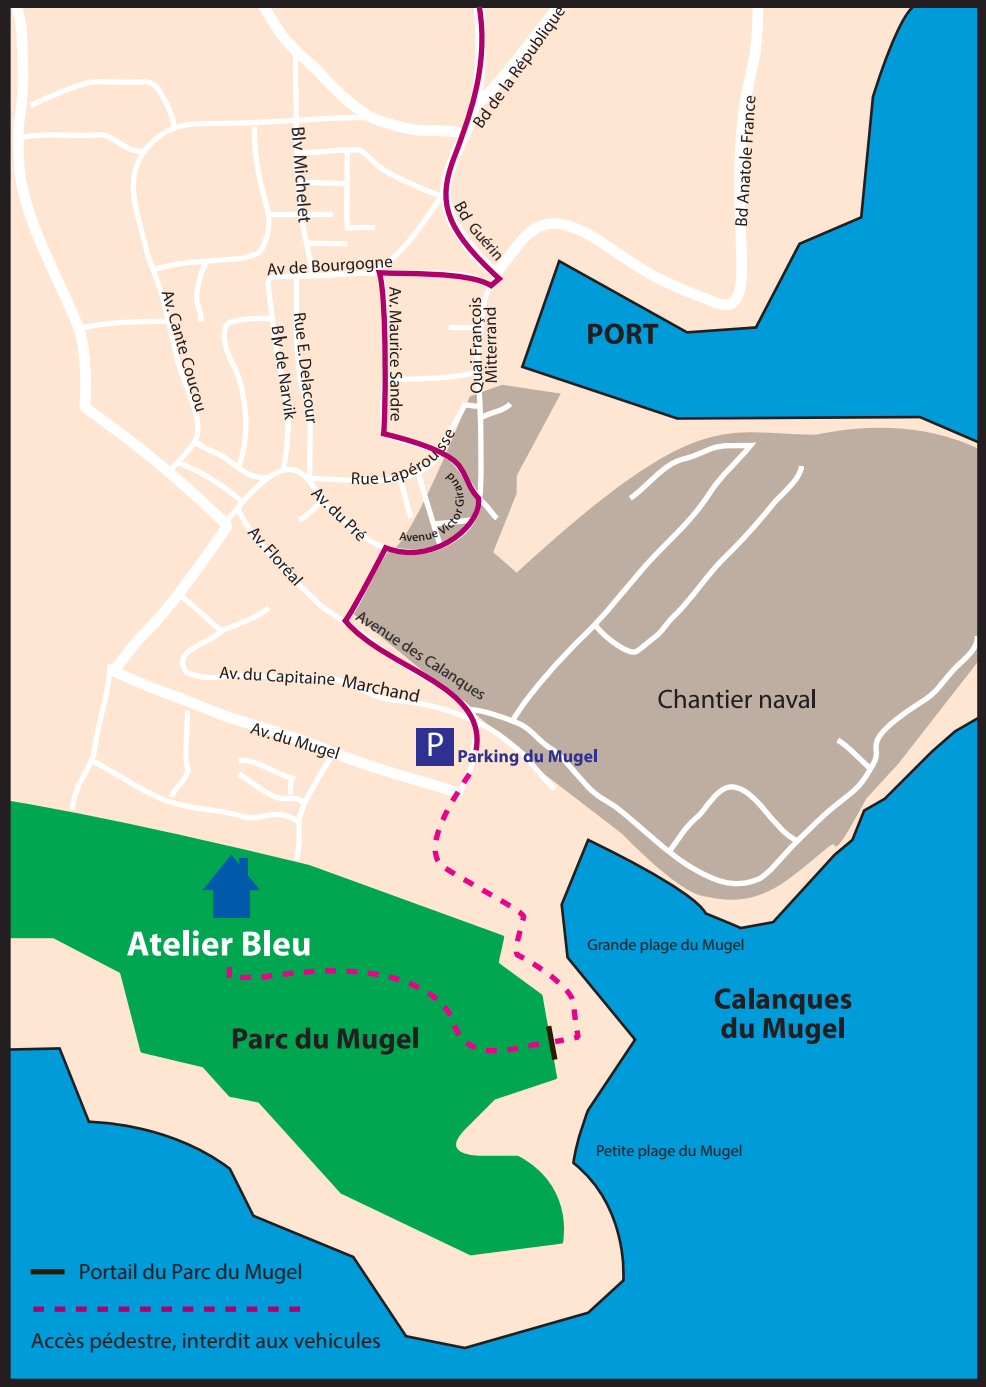 Bd de la République
Bd Anatole France
Blv Michelet
Bd Guérin
Av de Bourgogne
Av. Cante Coucou
Blv de Narvik
Rue E. Delacour
Av. Maurice Sandre
Quai François
Mitterrand
PORT
Rue Lapérousse
Avenue Victor Giraud
Av. du Pré
Av. Floréal
Avenue des Calanques
Av. du Capitaine Marchand
Chantier naval
Av. du Mugel
P
Parking du Mugel
Atelier Bleu
Grande plage du Mugel
Calanques
du Mugel
Parc du Mugel
Petite plage du Mugel
Portail du Parc du Mugel
Accès pédestre, interdit aux vehicules